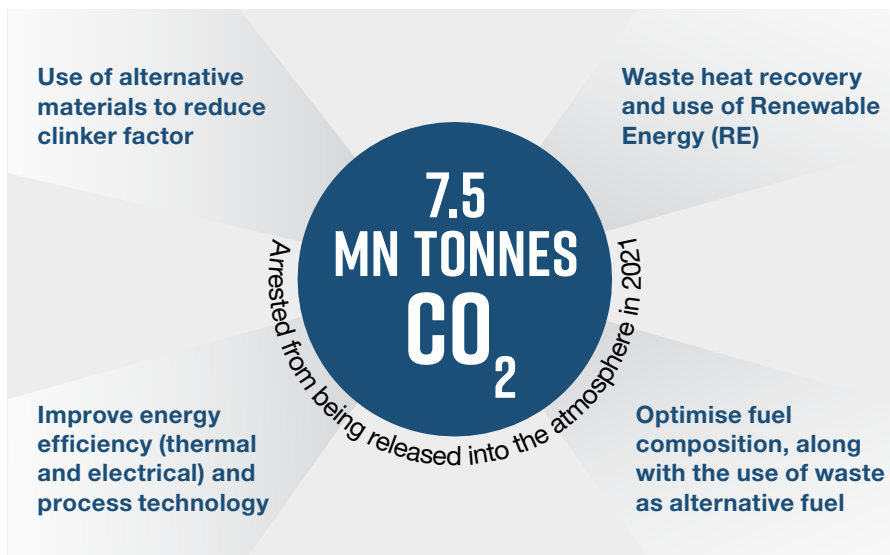 Use of alternative
materials to reduce
clinker factor
Waste heat recovery
and use of Renewable
Energy (RE)
7.5
MN TONNES
CO₂
Arrested from being released into the atmosphere in 2021
Improve energy
efficiency (thermal
and electrical) and
process technology
Optimise fuel
composition, along
with the use of waste
as alternative fuel